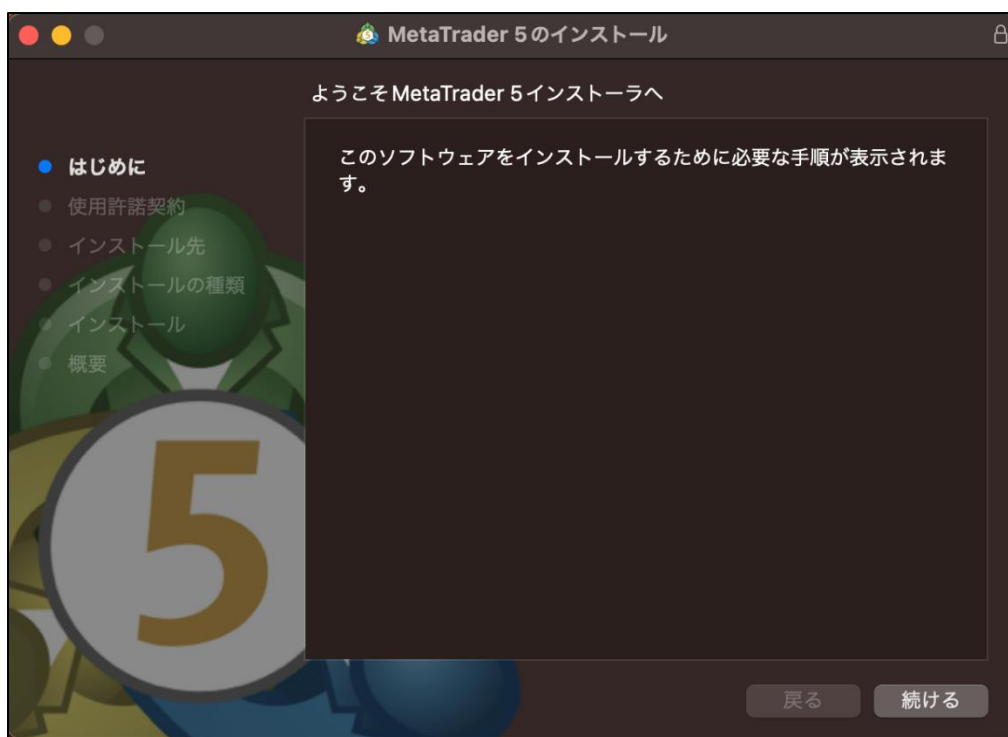 MetaTrader 5のインストール
ようこそMetaTrader 5インストーラへ
はじめに
使用許諾契約
インストール先
インストールの種類
インストール
概要
このソフトウェアをインストールするために必要な手順が表示されま
す。
5
戻る
続ける